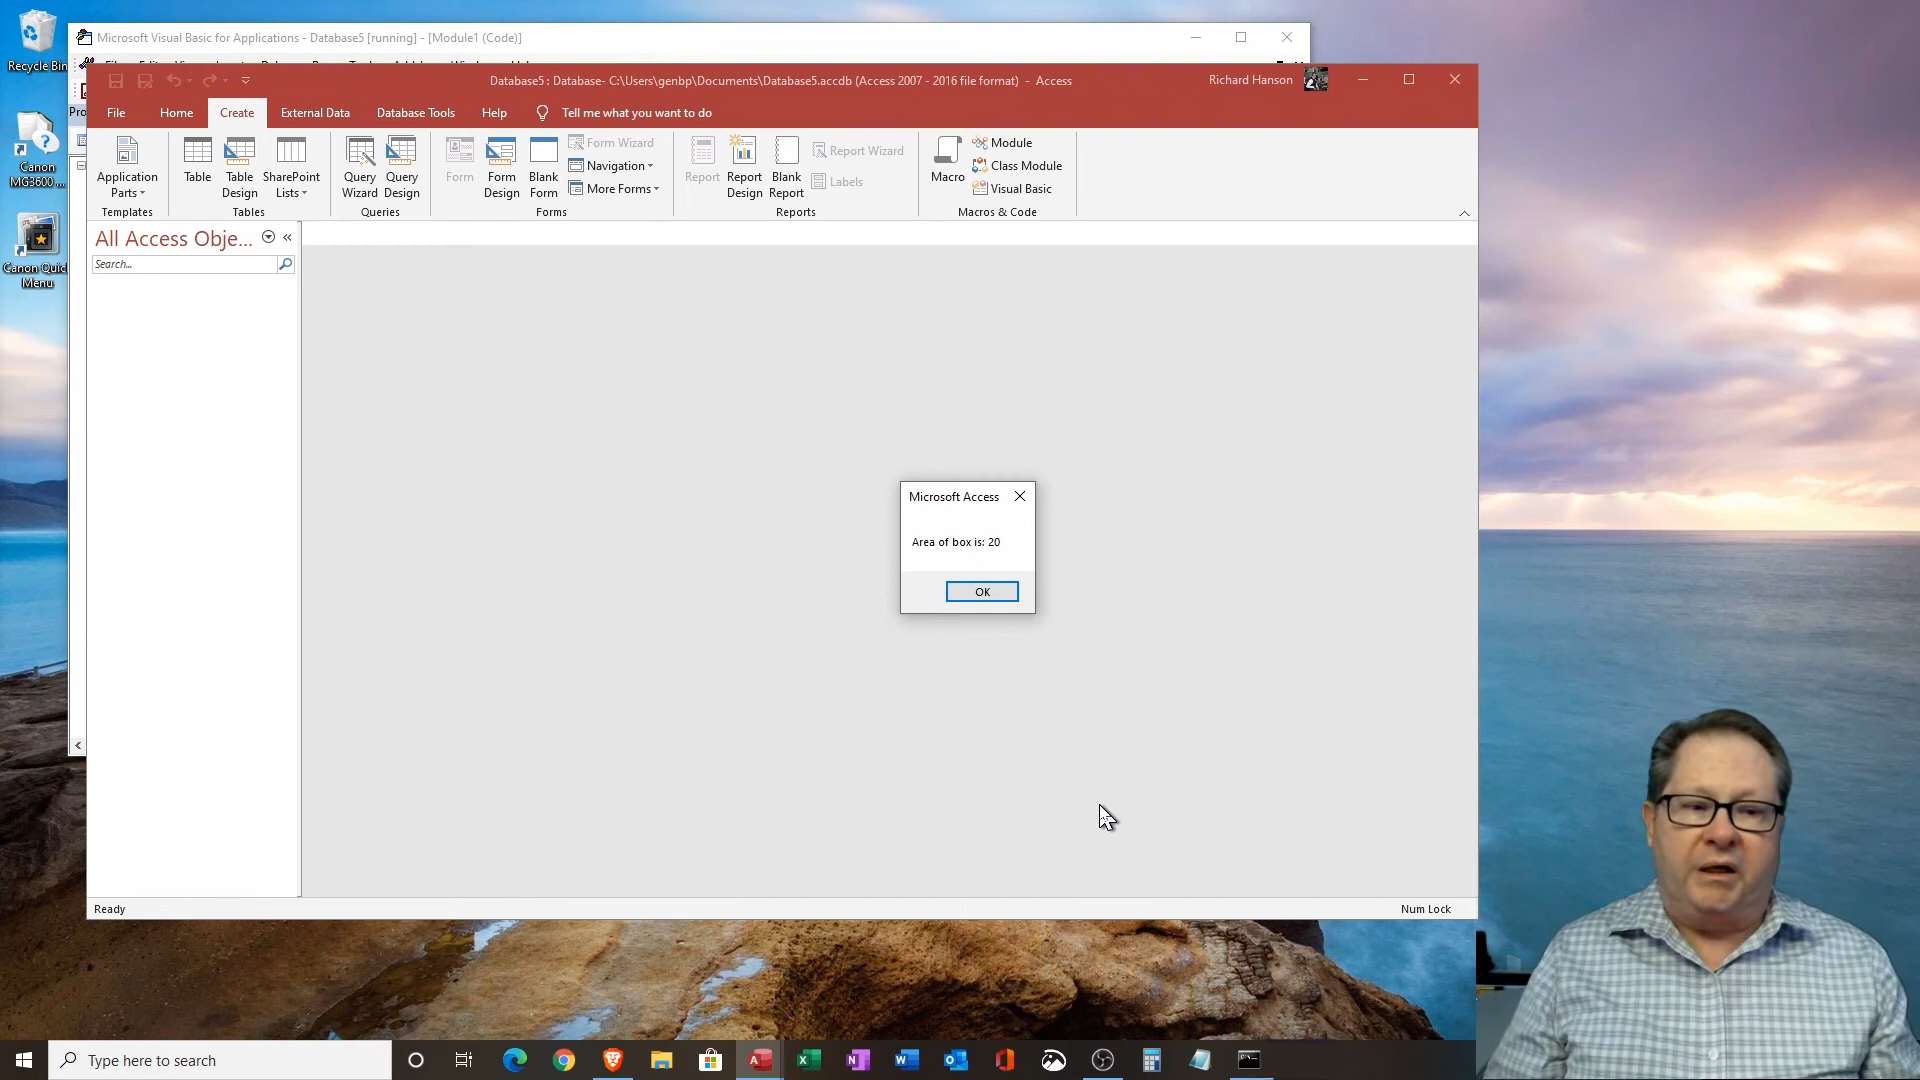 Recycle Bin
Microsoft Visual Basic for Applications - Database5 [running] - [Module1 (Code)]
Database5 : Database- C:\Users\genbp\Documents\Database5.accdb (Access 2007 - 2016 file format) - Access
Richard Hanson
File
Home
Create
External Data
Database Tools
Help
Tell me what you want to do
Application Parts
Table
Table Design
SharePoint Lists
Query Wizard
Query Design
Form
Form Design
Blank Form
Form Wizard
Navigation
More Forms
Report
Report Design
Blank Report
Report Wizard
Labels
Macro
Module
Class Module
Visual Basic
Templates
Tables
Queries
Forms
Reports
Macros & Code
All Access Obje...
Search...
Canon
MG3600 ...
Canon Quick
Menu
Microsoft Access
Area of box is: 20
OK
Ready
Num Lock
Type here to search